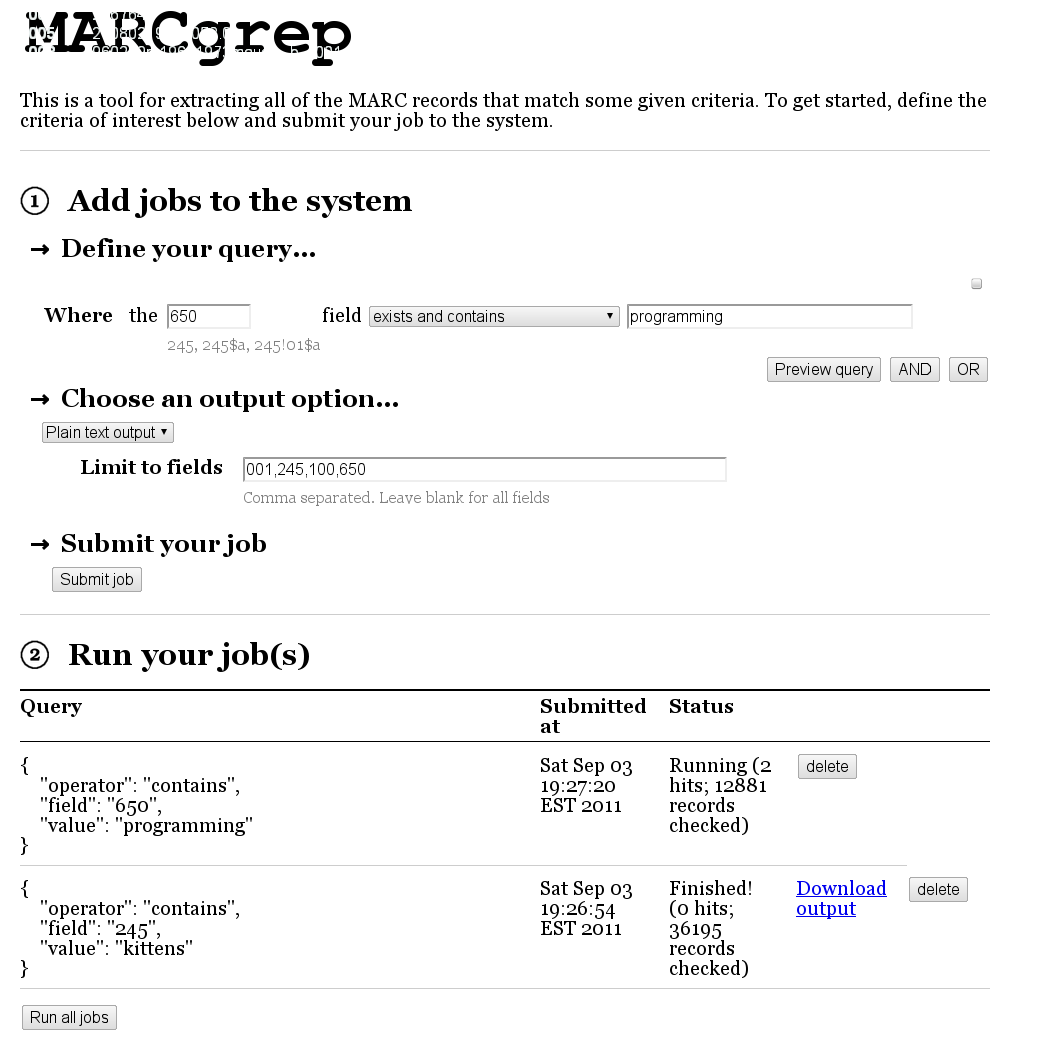 MARCgrep
This is a tool for extracting all of the MARC records that match some given criteria. To get started, define the
criteria of interest below and submit your job to the system.
1 Add jobs to the system
→ Define your query...
Where the 650 field exists and contains programming
245, 245$a, 245!01$a
Preview query AND OR
→ Choose an output option...
Plain text output
Limit to fields 001,245,100,650
Comma separated. Leave blank for all fields
→ Submit your job
Submit job
2 Run your job(s)
Query Submitted at Status
{ Sat Sep 03 Running (2 delete
"operator": "contains", 19:27:20 hits; 12881
"field": "650", EST 2011 records
"value": "programming" checked)
}
{ Sat Sep 03 Finished! Download delete
"operator": "contains", 19:26:54 (0 hits; output
"field": "245", EST 2011 36195
"value": "kittens" records
} checked)
Run all jobs